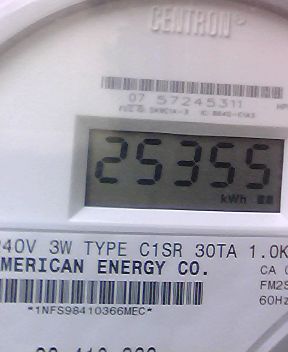 CENTRON®
07 57245311
25355
kWh
240V 3W TYPE C1SR 30TA 1.0K
AMERICAN ENERGY CO.
CA
FM2S
60Hz
*1NFS98410366MEC*